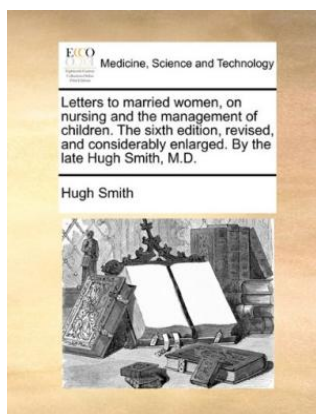 ECCO
Medicine, Science and Technology
Letters to married women, on
nursing and the management of
children. The sixth edition, revised,
and considerably enlarged. By the
late Hugh Smith, M.D.
Hugh Smith